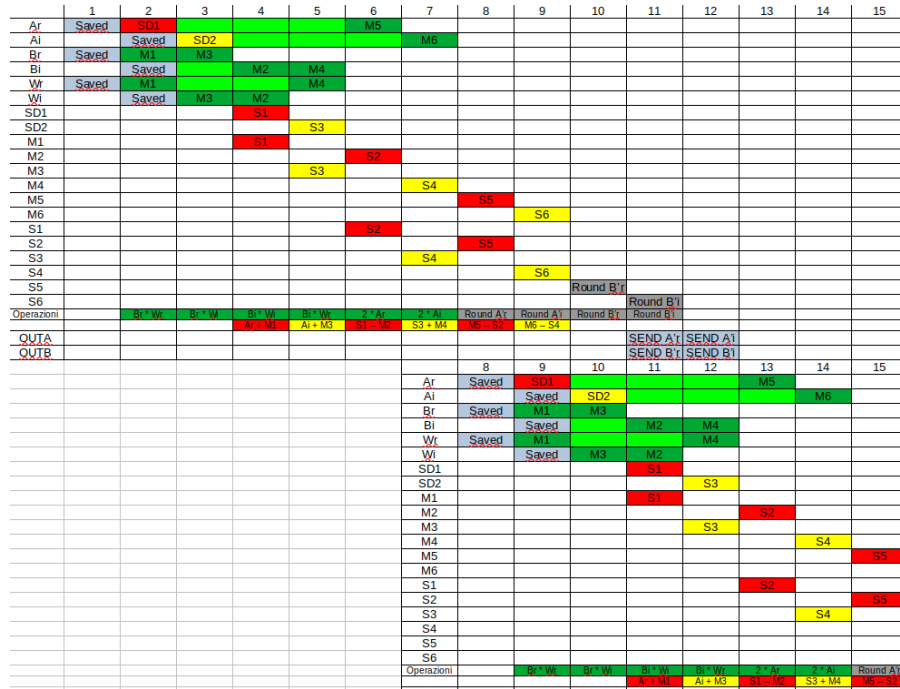 1 2 3 4 5 6 7 8 9 10 11 12 13 14 15
Ar Saved SD1 M5
Ai Saved SD2 M6
Br Saved M1 M3
Bi Saved M2 M4
Wr Saved M1 M4
Wi Saved M3 M2
SD1 S1
SD2 S3
M1 S1
M2 S2
M3 S3
M4 S4
M5 S5
M6 S6
S1 S2
S2 S5
S3 S4
S4 S6
S5 Round B'r
S6 Round B'i
Operazioni Br * Wr Br * Wi Bi * Wi Bi * Wr 2 * Ar 2 * Ai Round A'r Round A'i Round B'r Round B'i
Ar + M1 Ai + M3 S1 – M2 S3 + M4 M5 – S2 M6 – S4
OUTA SEND A'r SEND A'i
OUTB SEND B'r SEND B'i
8 9 10 11 12 13 14 15
Ar Saved SD1 M5
Ai Saved SD2 M6
Br Saved M1 M3
Bi Saved M2 M4
Wr Saved M1 M4
Wi Saved M3 M2
SD1 S1
SD2 S3
M1 S1
M2 S2
M3 S3
M4 S4
M5 S5
M6
S1 S2
S2 S5
S3 S4
S4
S5
S6
Operazioni Br * Wr Br * Wi Bi * Wi Bi * Wr 2 * Ar 2 * Ai Round A'r
Ar + M1 Ai + M3 S1 – M2 S3 + M4 M5 – S2